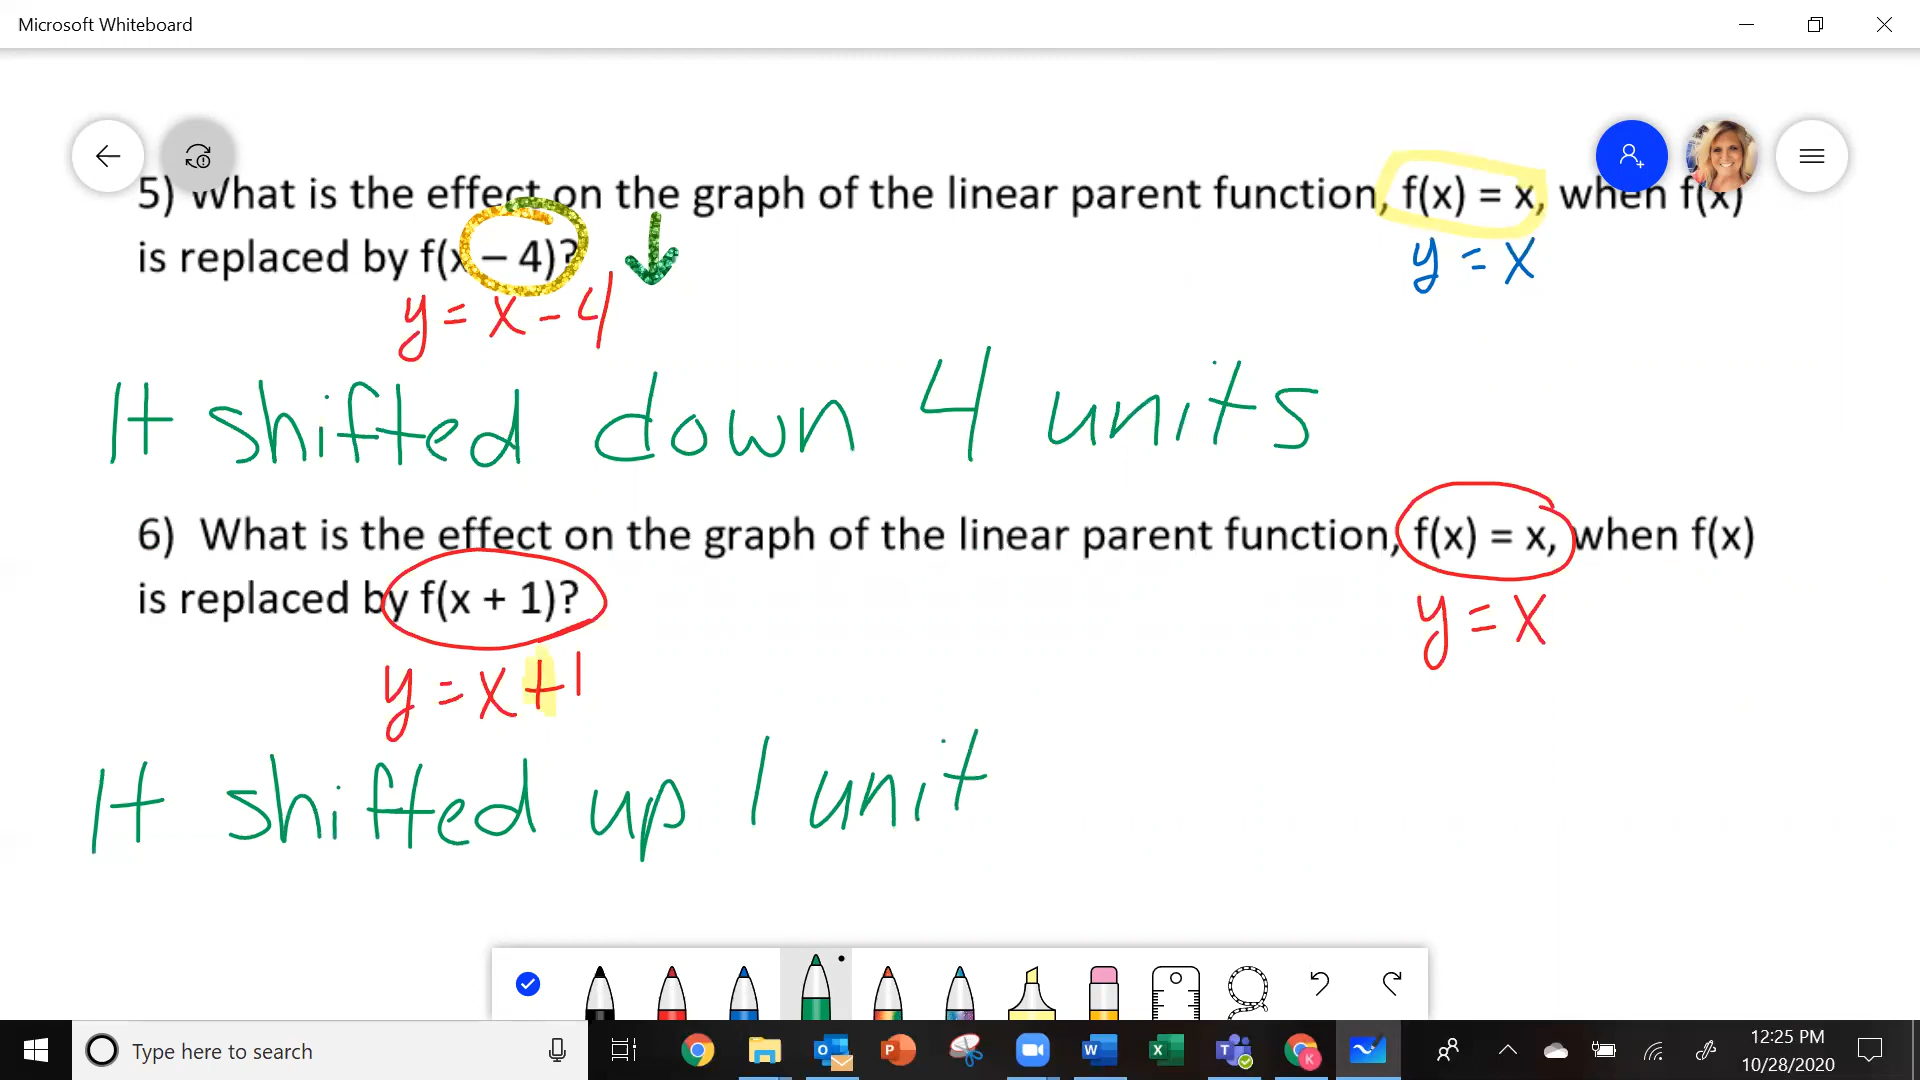 Microsoft Whiteboard
5) What is the effect on the graph of the linear parent function, f(x) = x, when f(x)
is replaced by f(x – 4)?
y = x
y = x - 4
It shifted down 4 units
6) What is the effect on the graph of the linear parent function, f(x) = x, when f(x)
is replaced by f(x + 1)?
y = x
y = x + 1
It shifted up 1 unit
Type here to search
12:25 PM
10/28/2020